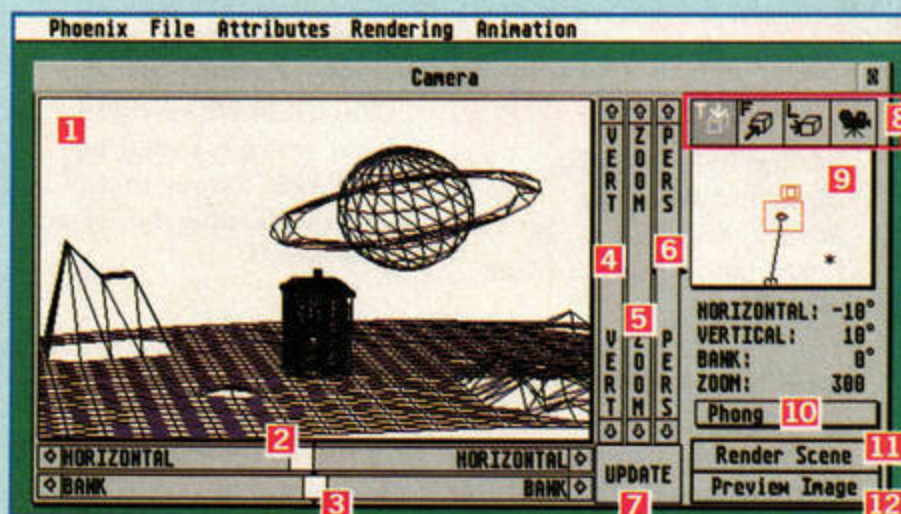 Phoenix File Attributes Rendering Animation
Camera
1
VERT ZOOM PERS
T F L
8
9
4
6
5
VERT ZOOM PERS
HORIZONTAL: -10°
VERTICAL: 10°
BANK: 0°
ZOOM: 300
Phong
10
2
HORIZONTAL HORIZONTAL
BANK BANK
3
UPDATE
7
Render Scene
11
Preview Image
12